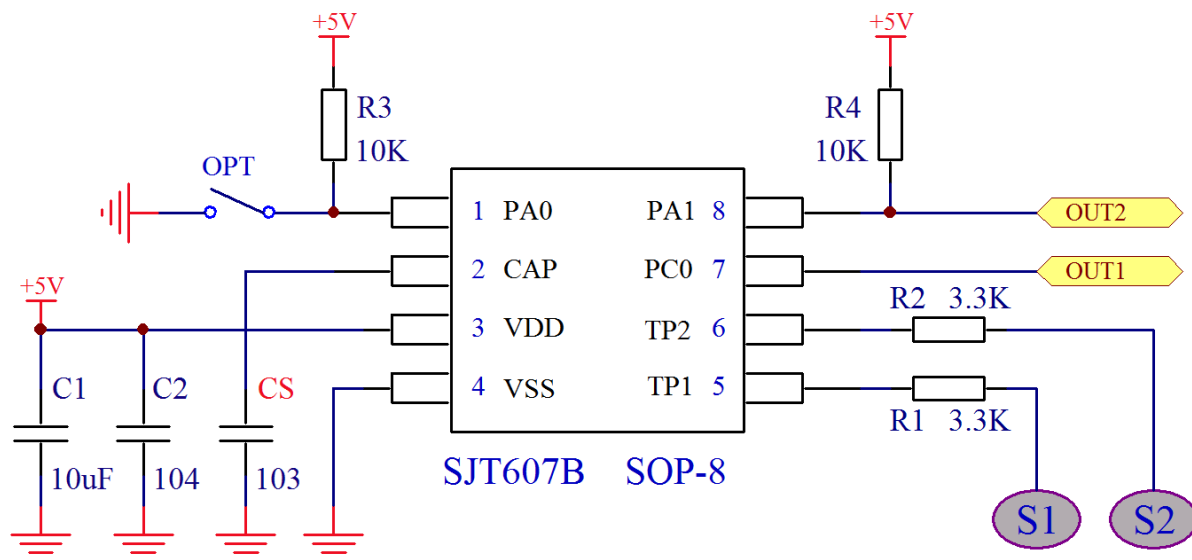 +5V
+5V
R3
10K
R4
10K
OPT
1 PA0
PA1 8
OUT2
2 CAP
PC0 7
OUT1
+5V
3 VDD
TP2 6
R2 3.3K
4 VSS
TP1 5
R1 3.3K
C1
C2
CS
10uF
104
103
SJT607B SOP-8
S1
S2